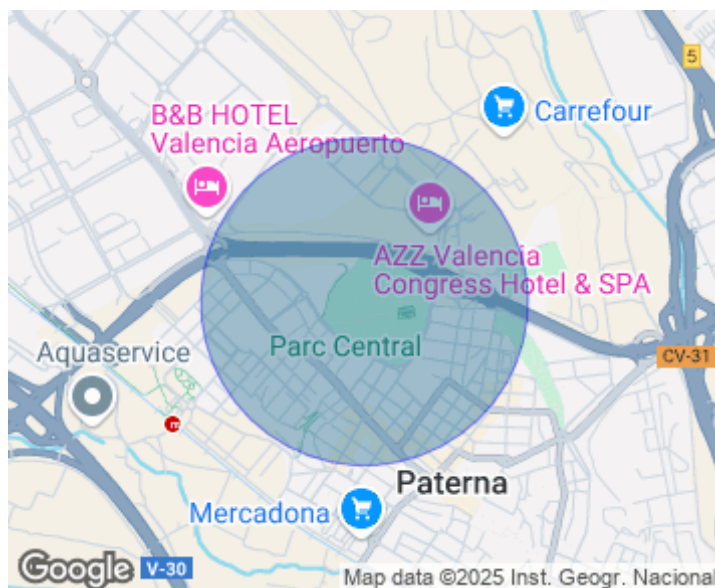 5
B&B HOTEL
Valencia Aeropuerto
Carrefour
AZZ Valencia
Congress Hotel & SPA
Parc Central
Aquaservice
CV-31
m
Paterna
Mercadona
Google
V-30
Map data ©2025 Inst. Geogr. Nacional